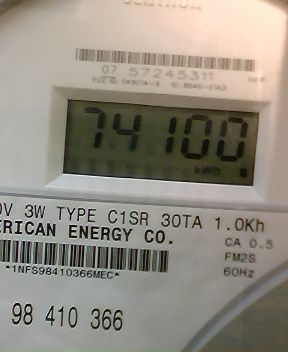 CENTRON
07 57245311
74100
kWh
0V 3W TYPE C1SR 30TA 1.0Kh
ERICAN ENERGY CO.
CA 0.5
FM2S
*1NFS98410366MEC*
60Hz
98 410 366